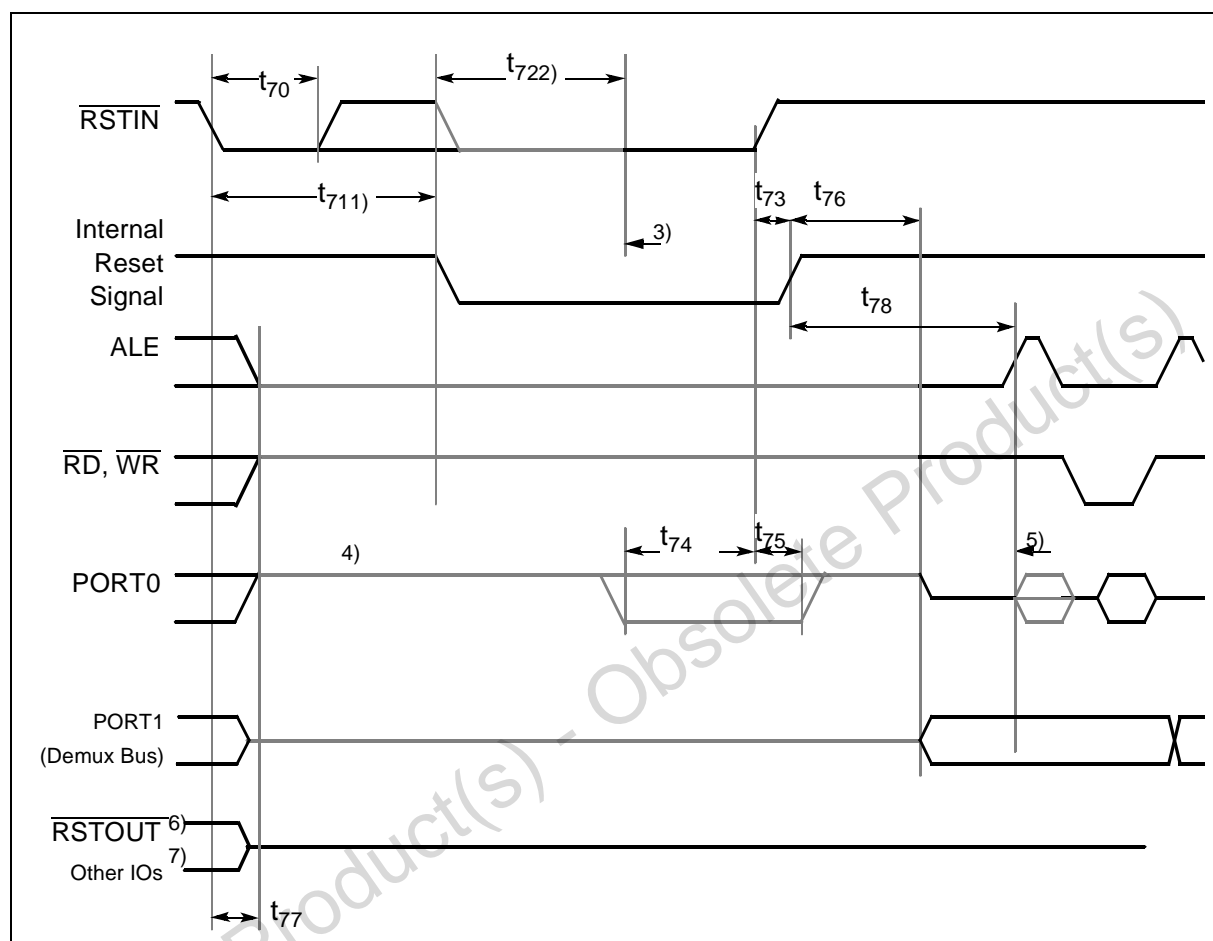 t70
t722)
RSTIN
t711)
t73
t76
Internal
Reset
Signal
3)
t78
ALE
RD, WR
t74
t75
4)
5)
PORT0
PORT1
(Demux Bus)
RSTOUT 6)
Other IOs 7)
t77
Product(s) - Obsolete Product(s)